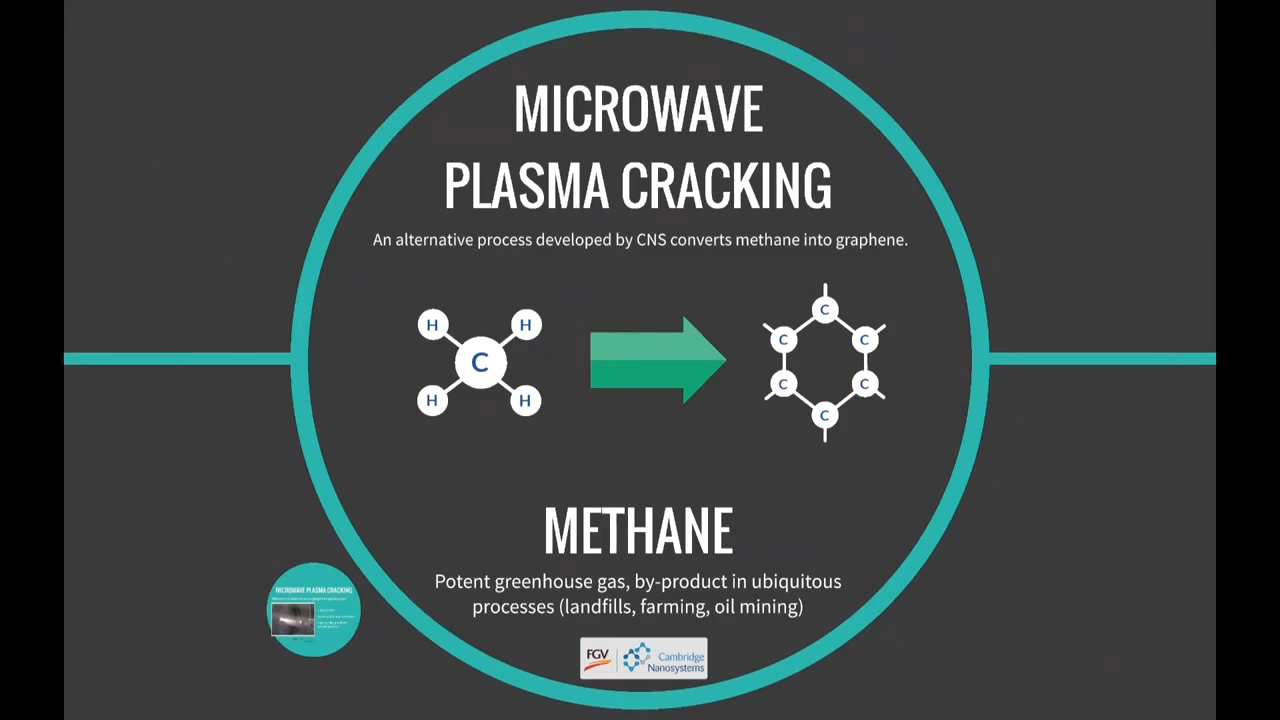 MICROWAVE
PLASMA CRACKING
An alternative process developed by CNS converts methane into graphene.
H H
C
H H
C
C C
C C
C
METHANE
Potent greenhouse gas, by-product in ubiquitous
processes (landfills, farming, oil mining)
MICROWAVE PLASMA CRACKING
FGV
Cambridge
Nanosystems